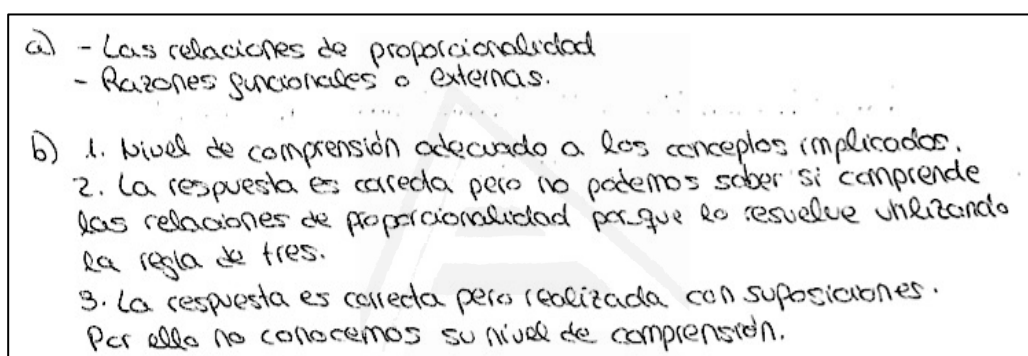 a) - Las relaciones de proporcionalidad
- Razones funcionales o externas.
b) 1. Nivel de comprensión adecuado a los conceptos implicados.
2. La respuesta es correcta pero no podemos saber si comprende
las relaciones de proporcionalidad porque lo resuelve utilizando
la regla de tres.
3. La respuesta es correcta pero realizada con suposiciones.
Por ello no conocemos su nivel de comprensión.